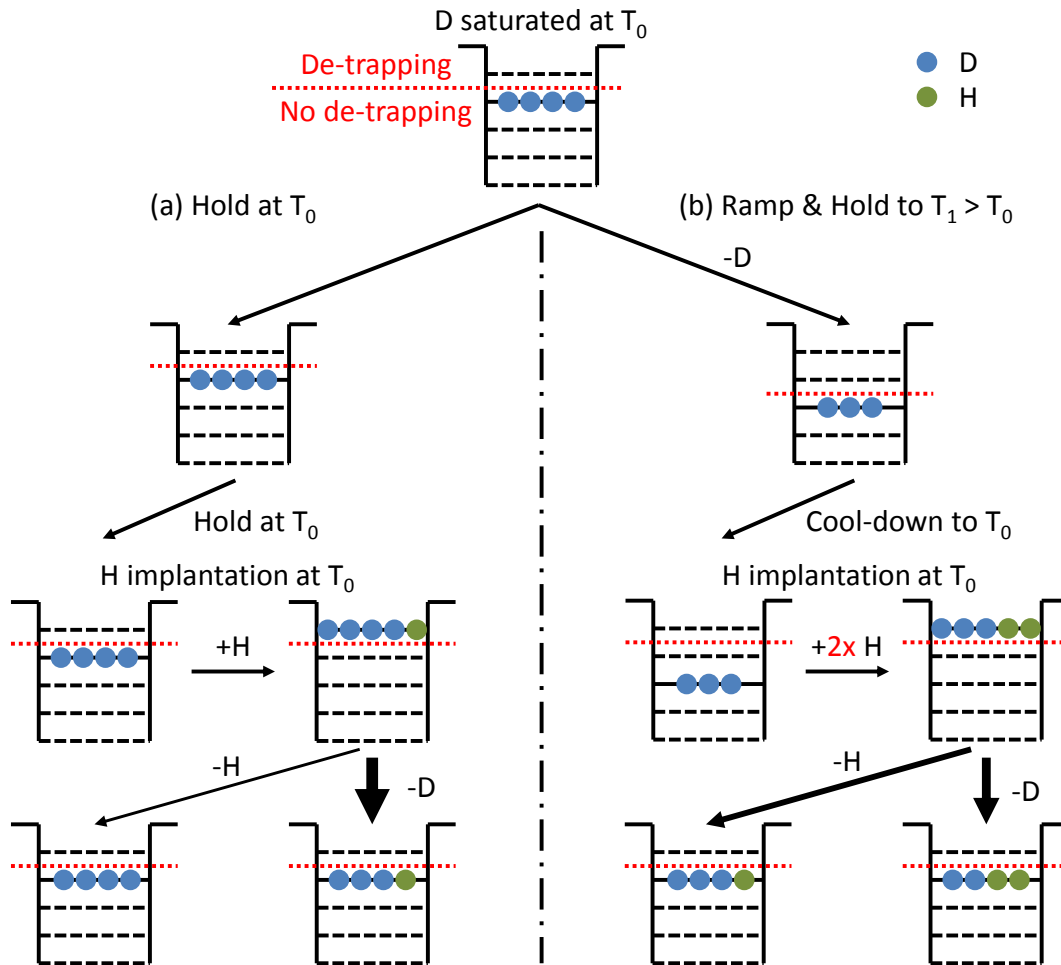 D saturated at T₀
De-trapping
No de-trapping
D
H
(a) Hold at T₀
(b) Ramp & Hold to T₁ > T₀
-D
Hold at T₀
Cool-down to T₀
H implantation at T₀
H implantation at T₀
+H
+2x H
-H
-D
-H
-D